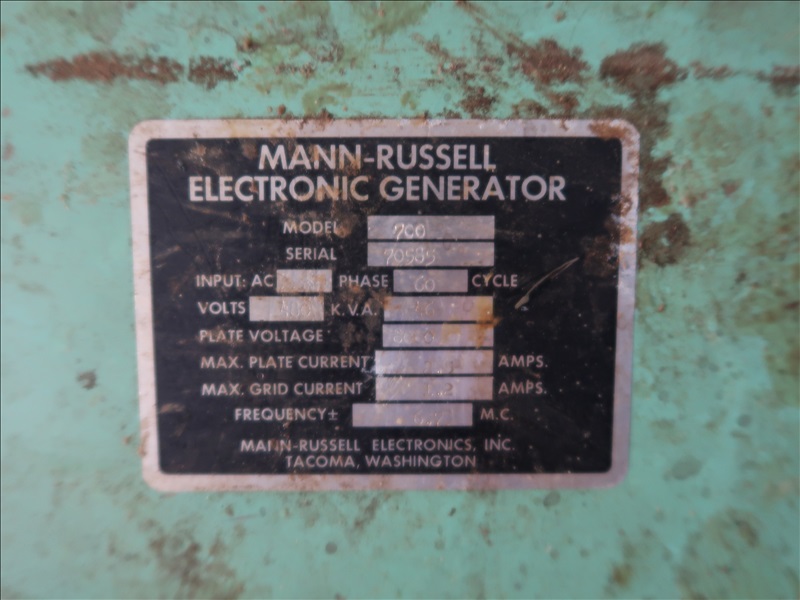 MANN-RUSSELL
ELECTRONIC GENERATOR
MODEL 700
SERIAL
INPUT: AC PHASE 60 CYCLE
VOLTS K.V.A.
PLATE VOLTAGE
MAX. PLATE CURRENT AMPS.
MAX. GRID CURRENT AMPS.
FREQUENCY± M.C.
MANN-RUSSELL ELECTRONICS, INC.
TACOMA, WASHINGTON